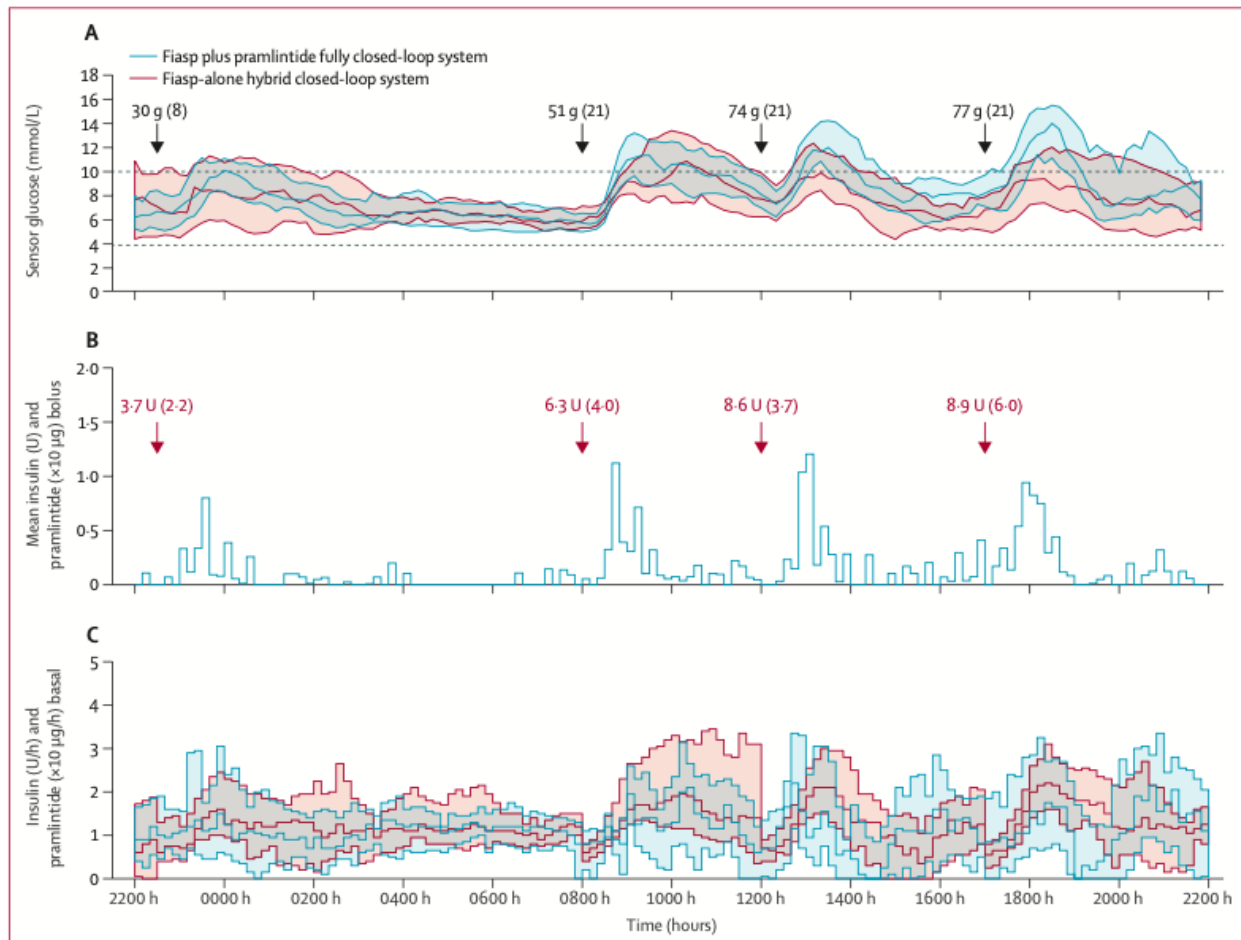 A
Fiasp plus pramlintide fully closed-loop system
Fiasp-alone hybrid closed-loop system
Sensor glucose (mmol/L)
18
16
14
12
10
8
6
4
2
0
30 g (8)
51 g (21)
74 g (21)
77 g (21)
B
Mean insulin (U) and
pramlintide (×10 µg) bolus
2·0
1·5
1·0
0·5
0
3·7 U (2·2)
6·3 U (4·0)
8·6 U (3·7)
8·9 U (6·0)
C
Insulin (U/h) and
pramlintide (×10 µg/h) basal
5
4
3
2
1
0
2200 h
0000 h
0200 h
0400 h
0600 h
0800 h
1000 h
1200 h
1400 h
1600 h
1800 h
2000 h
2200 h
Time (hours)